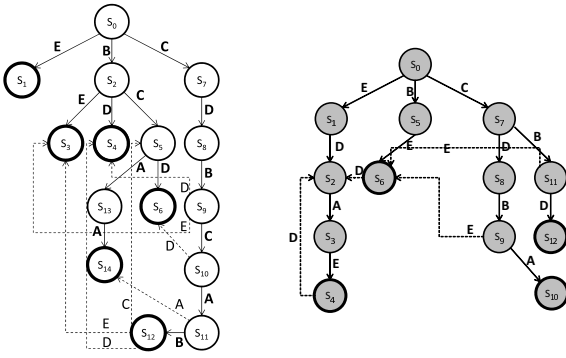 S0
E B C
S1 S2 S7
E D C D
S3 S4 S5 S8
A D D B
S13 S6 S9
A D E C
S14 S10
C A A
E S12 B S11
D
S0
E B C
S1 S5 S7
D E E D B
S2 D S6 S8 S11
A B D
S3 E S9 S12
D E A
S4 S10